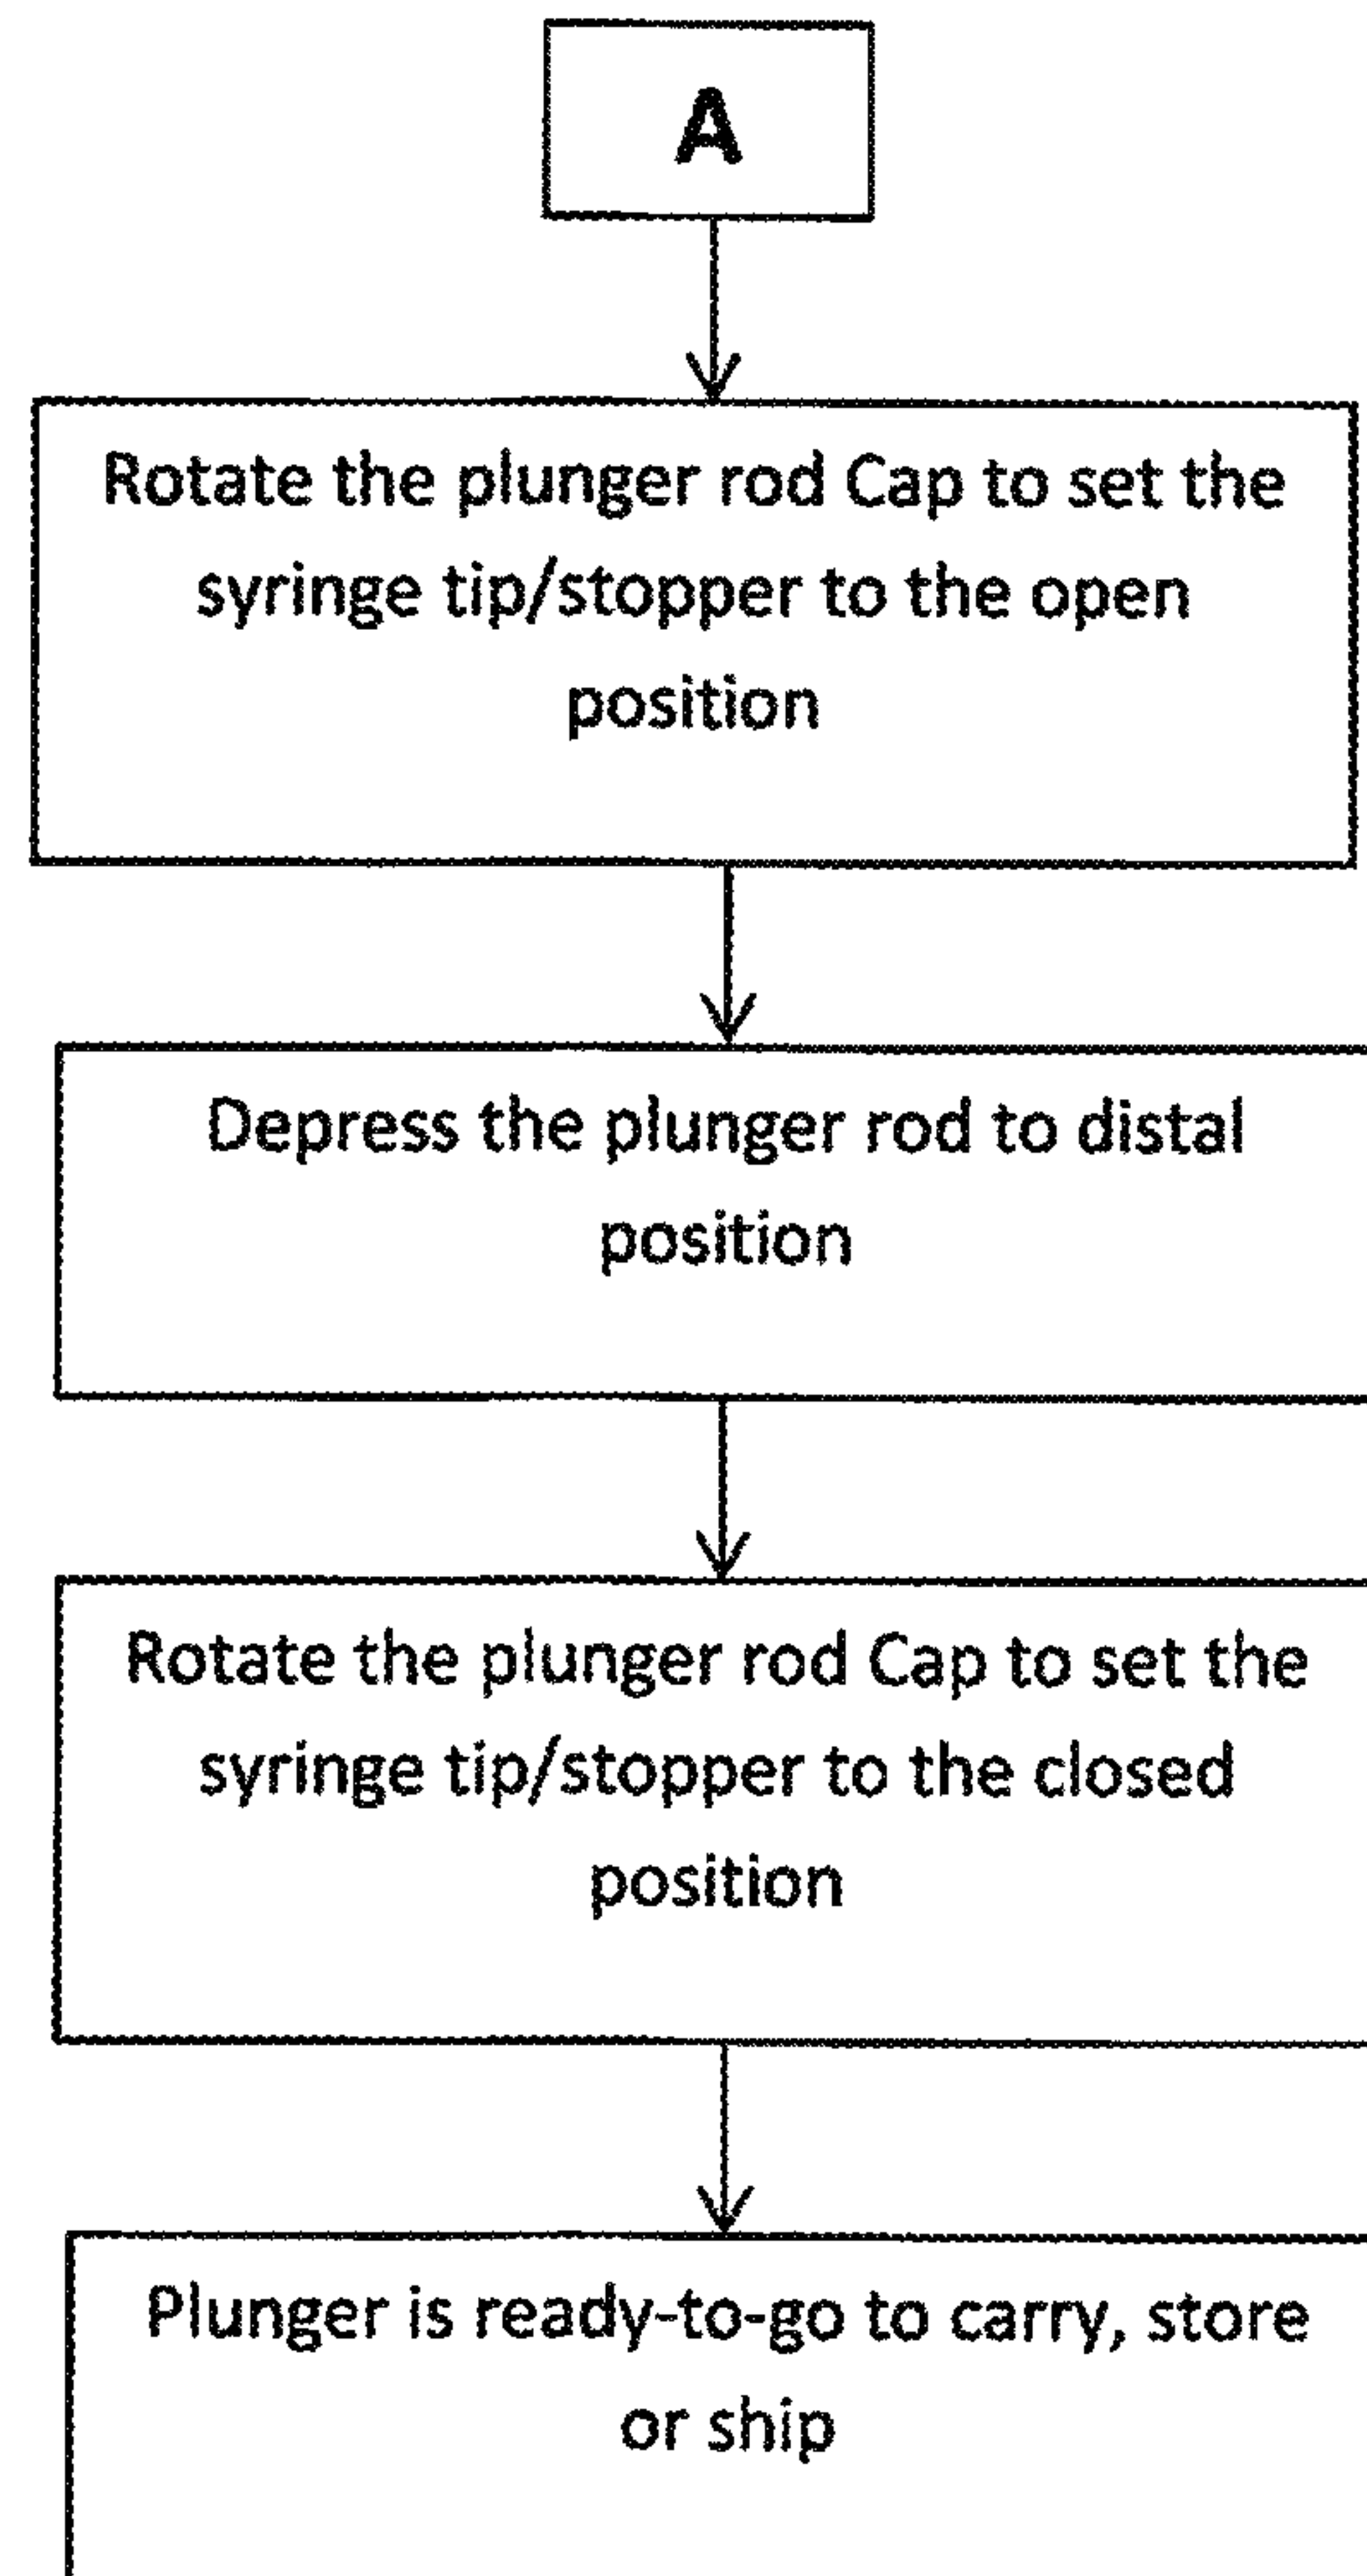 A
Rotate the plunger rod Cap to set the
syringe tip/stopper to the open
position
Depress the plunger rod to distal
position
Rotate the plunger rod Cap to set the
syringe tip/stopper to the closed
position
Plunger is ready-to-go to carry, store
or ship